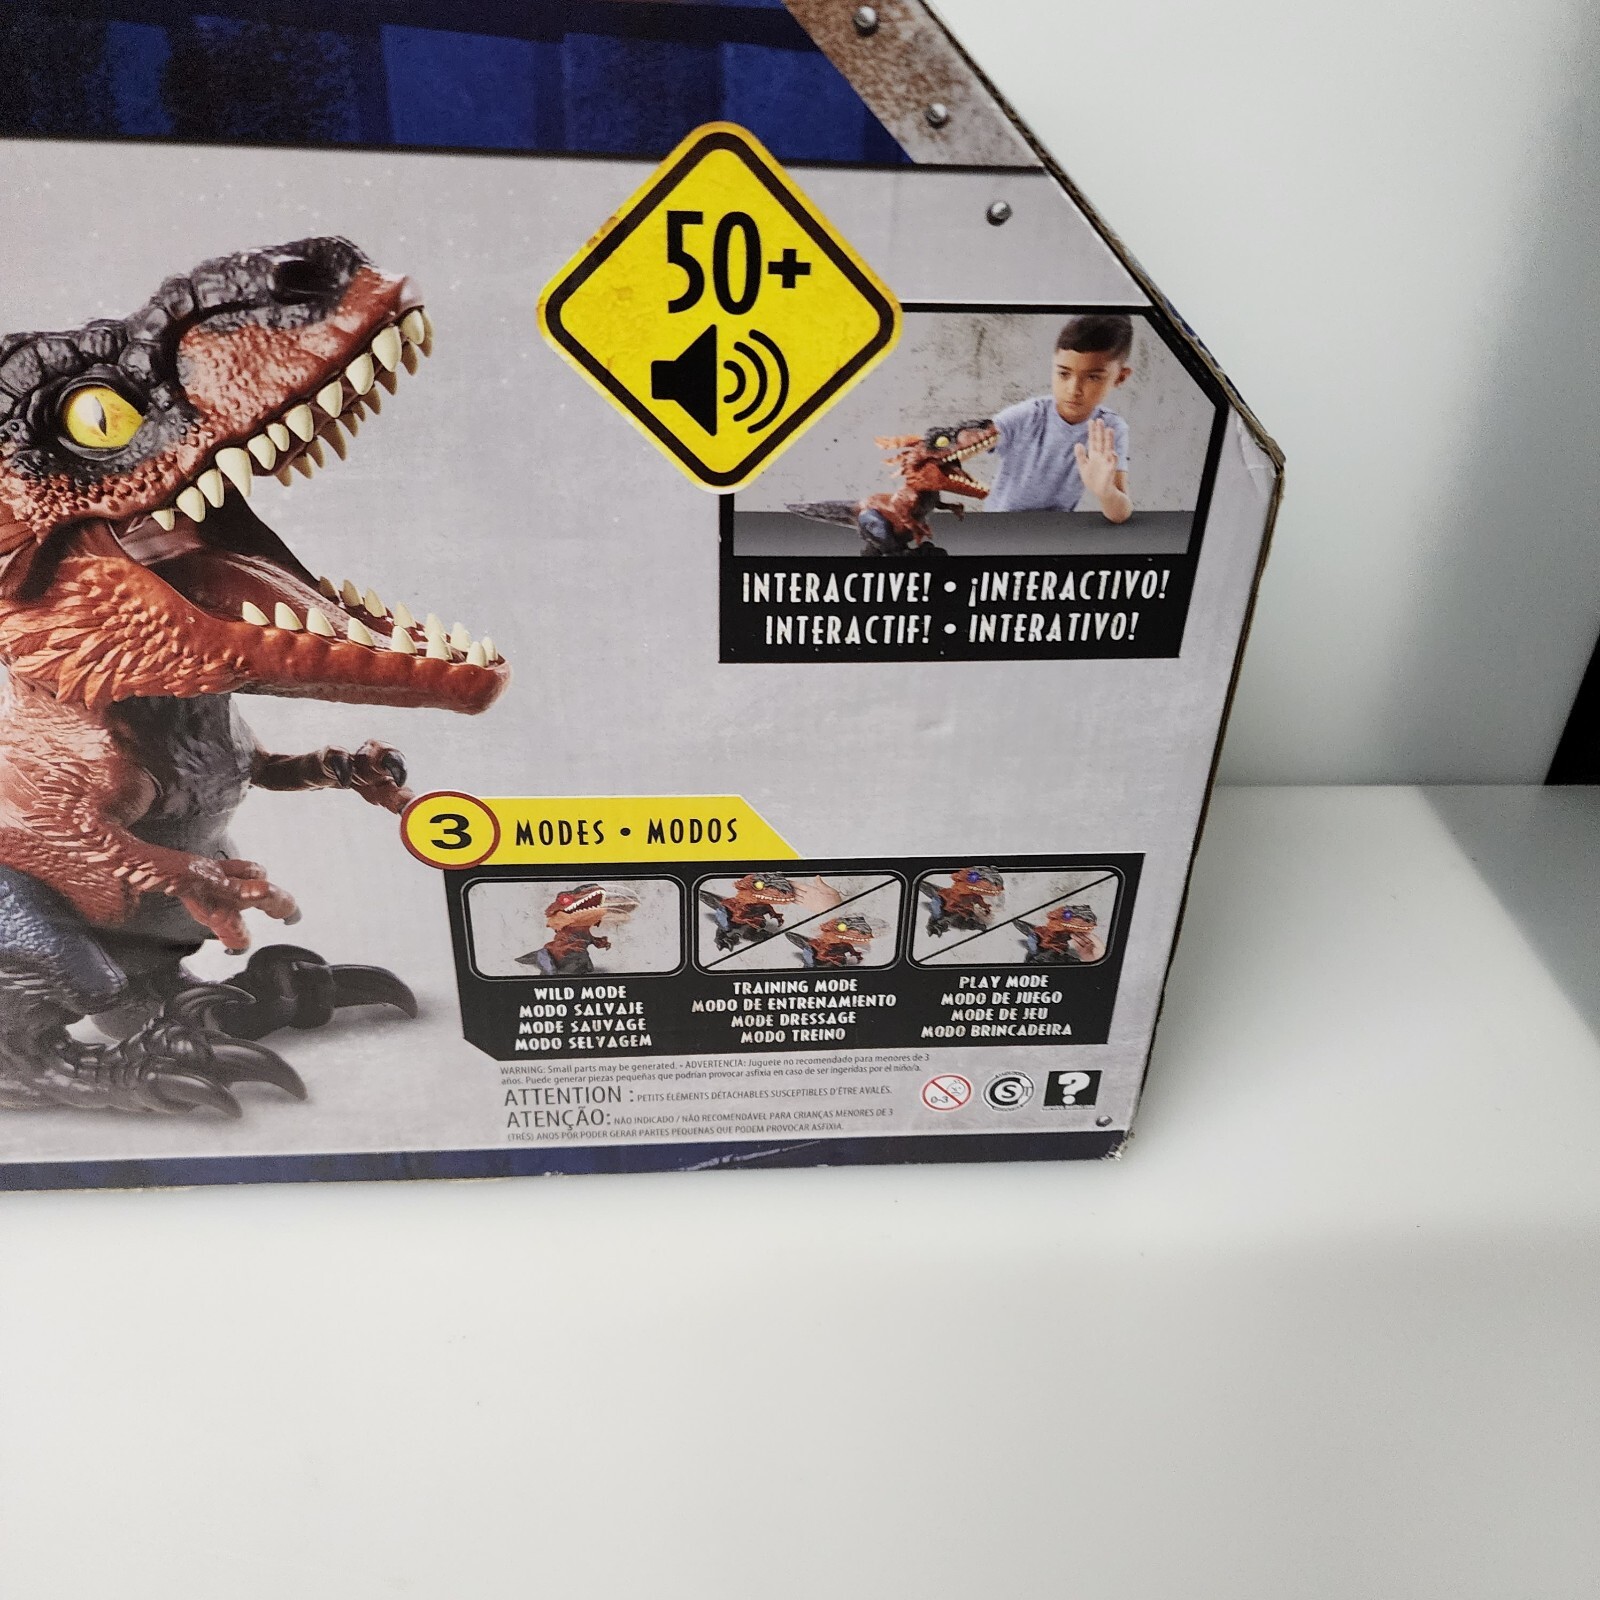 50+
INTERACTIVE! • ¡INTERACTIVO!
INTERACTIF! • INTERATIVO!
3 MODES • MODOS
WILD MODE
MODO SALVAJE
MODE SAUVAGE
MODO SELVAGEM
TRAINING MODE
MODO DE ENTRENAMIENTO
MODE DRESSAGE
MODO TREINO
PLAY MODE
MODO DE JUEGO
MODE DE JEU
MODO BRINCADEIRA
WARNING: Small parts may be generated. • ADVERTENCIA: Juguete no recomendado para menores de 3
años. Puede generar piezas pequeñas que podrían provocar asfixia en caso de ser ingeridas por el niño/a.
ATTENTION : PETITS ÉLÉMENTS DÉTACHABLES SUSCEPTIBLES D'ÊTRE AVALÉS.
ATENÇÃO: NÃO INDICADO / NÃO RECOMENDÁVEL PARA CRIANÇAS MENORES DE 3
(TRÊS) ANOS POR PODER GERAR PARTES PEQUENAS QUE PODEM PROVOCAR ASFIXIA.
0-3
S
?